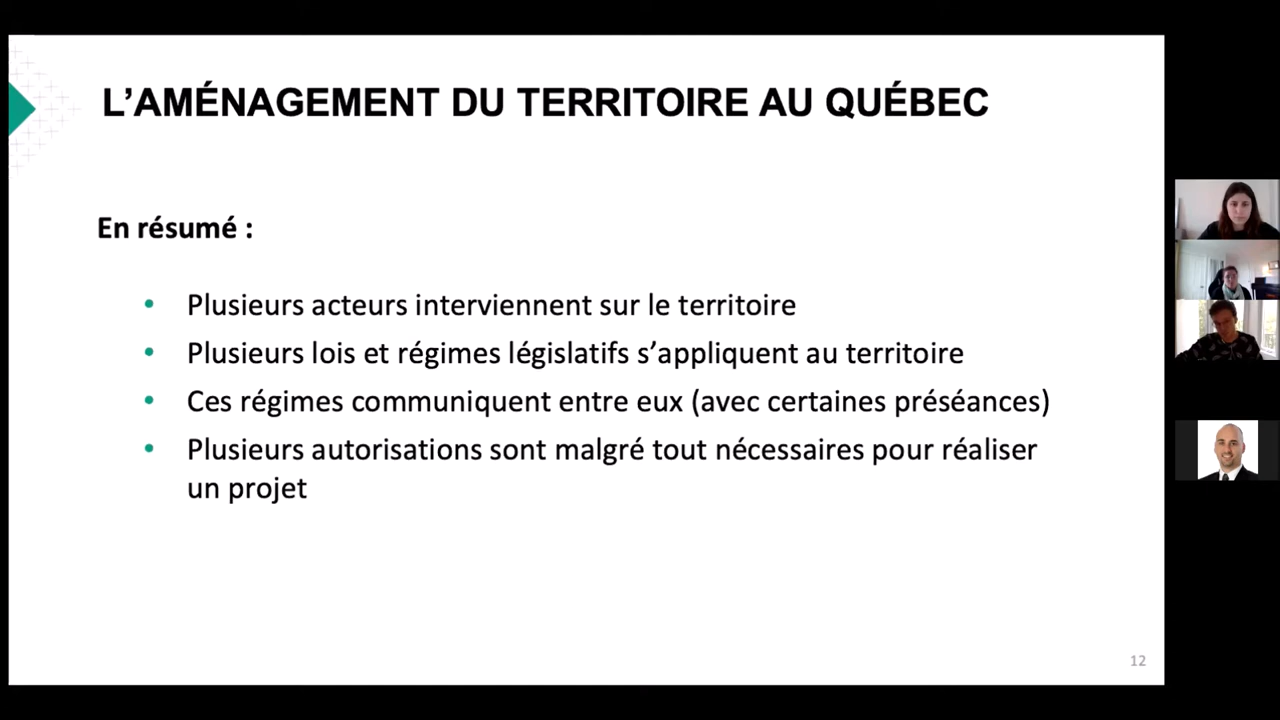 L’AMÉNAGEMENT DU TERRITOIRE AU QUÉBEC
En résumé :
• Plusieurs acteurs interviennent sur le territoire
• Plusieurs lois et régimes législatifs s’appliquent au territoire
• Ces régimes communiquent entre eux (avec certaines préséances)
• Plusieurs autorisations sont malgré tout nécessaires pour réaliser
un projet
12